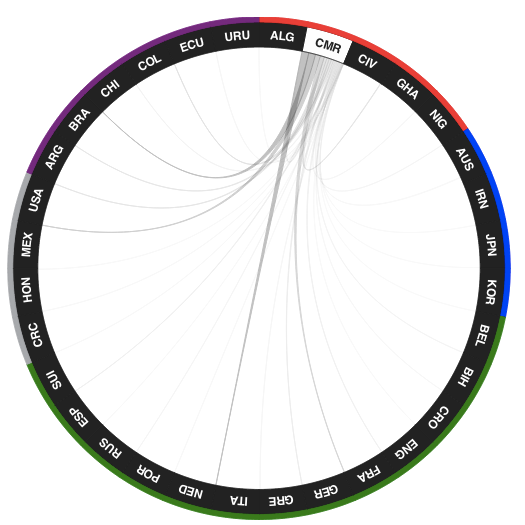 ALG
CMR
CIV
GHA
NIG
AUS
IRN
JPN
KOR
BEL
BIH
CRO
ENG
FRA
GER
GRE
ITA
NED
POR
RUS
ESP
SUI
CRC
HON
MEX
USA
ARG
BRA
CHI
COL
ECU
URU